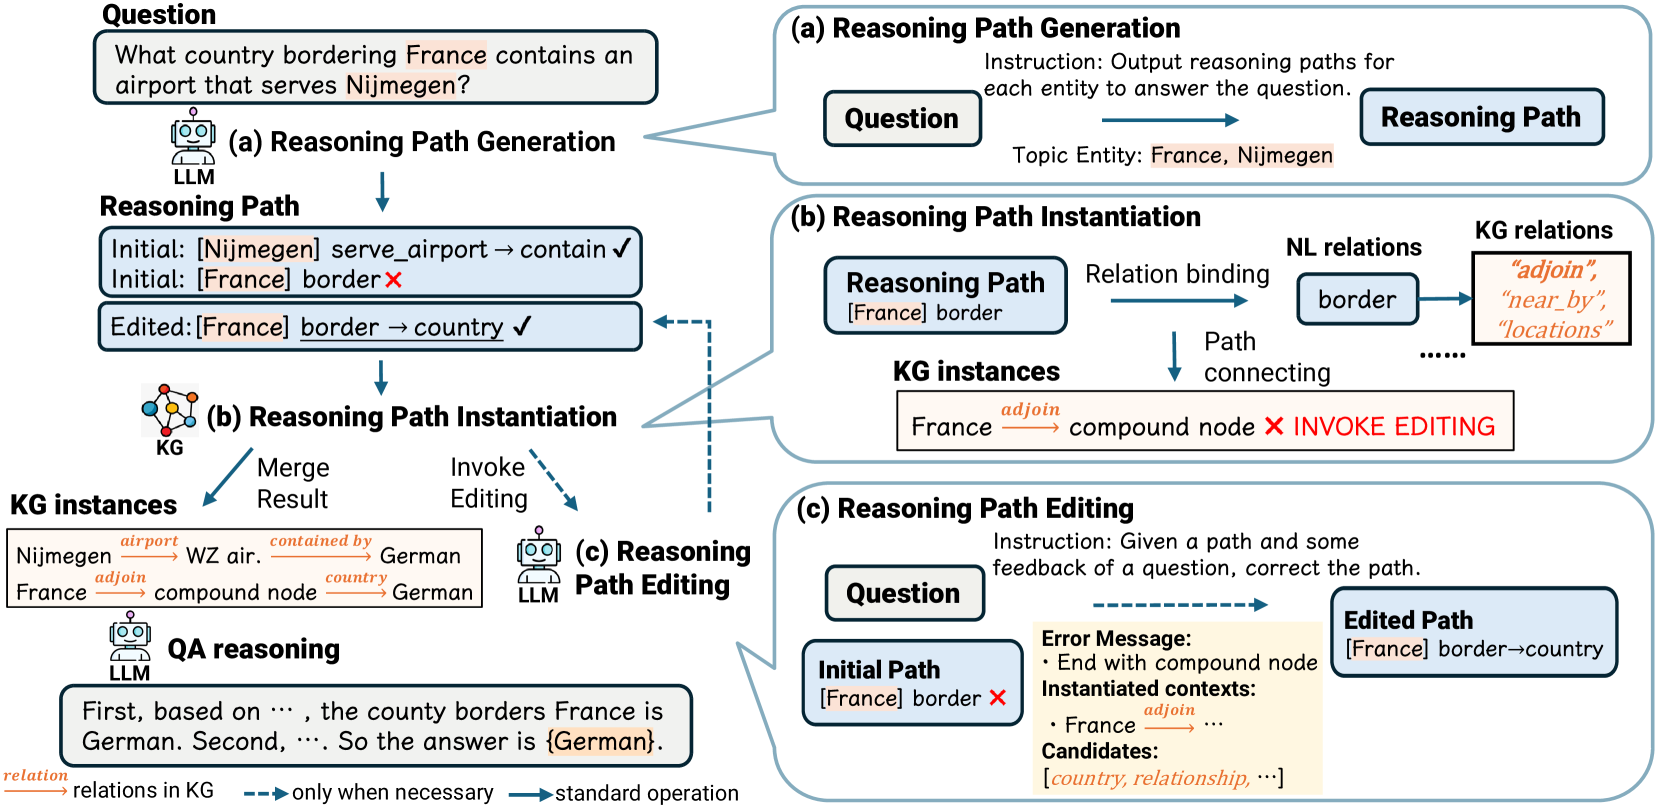 Question
What country bordering France contains an
airport that serves Nijmegen?
LLM
(a) Reasoning Path Generation
Reasoning Path
Initial: [Nijmegen] serve_airport → contain ✓
Initial: [France] border ✕
Edited: [France] border → country ✓
KG
(b) Reasoning Path Instantiation
Merge
Result
Invoke
Editing
KG instances
Nijmegen airport WZ air. contained by German
France adjoin compound node country German
LLM
(c) Reasoning
Path Editing
LLM
QA reasoning
First, based on ··· , the county borders France is
German. Second, ···. So the answer is {German}.
relation
relations in KG
only when necessary
standard operation
(a) Reasoning Path Generation
Instruction: Output reasoning paths for
each entity to answer the question.
Question
Reasoning Path
Topic Entity: France, Nijmegen
(b) Reasoning Path Instantiation
Reasoning Path
[France] border
Relation binding
NL relations
border
KG relations
"adjoin",
"near_by",
"locations"
......
Path
connecting
KG instances
France adjoin compound node ✕ INVOKE EDITING
(c) Reasoning Path Editing
Instruction: Given a path and some
feedback of a question, correct the path.
Question
Initial Path
[France] border ✕
Error Message:
· End with compound node
Instantiated contexts:
· France adjoin ···
Candidates:
[country, relationship, ···]
Edited Path
[France] border→country